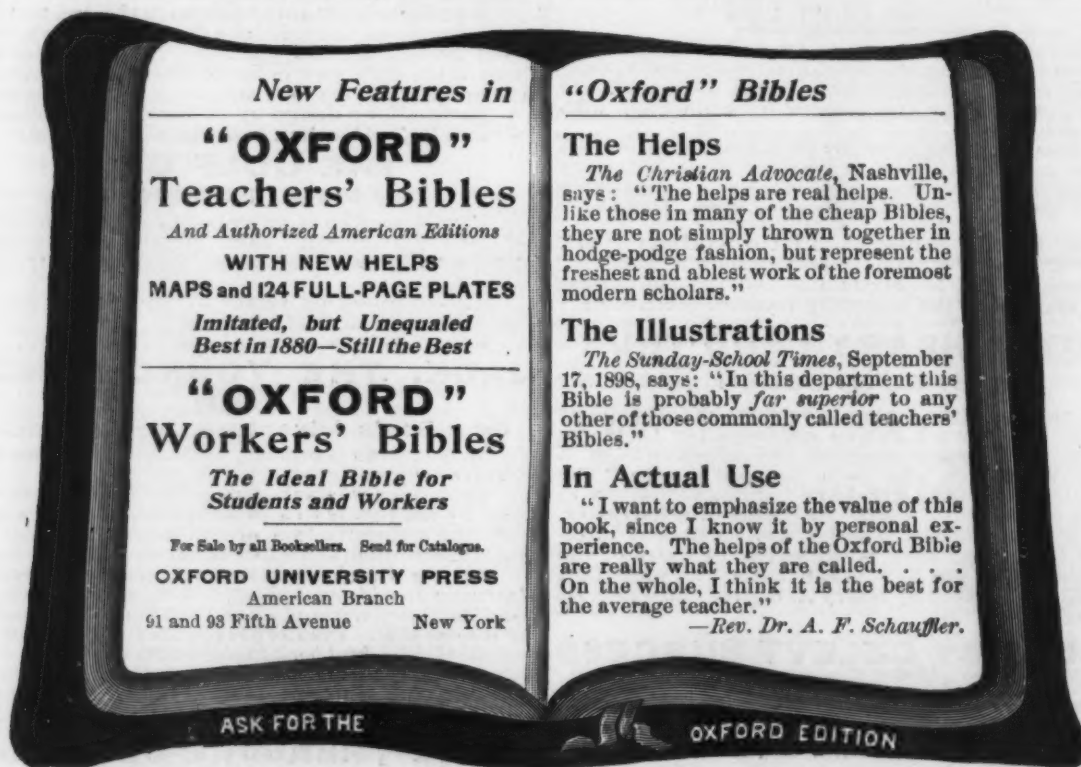 New Features in
"OXFORD"
Teachers' Bibles
And Authorized American Editions
WITH NEW HELPS
MAPS and 124 FULL-PAGE PLATES
Imitated, but Unequaled
Best in 1880—Still the Best
"OXFORD"
Workers' Bibles
The Ideal Bible for
Students and Workers
For Sale by all Booksellers. Send for Catalogue.
OXFORD UNIVERSITY PRESS
American Branch
91 and 93 Fifth Avenue New York
"Oxford" Bibles
The Helps
The Christian Advocate, Nashville,
says: "The helps are real helps. Un-
like those in many of the cheap Bibles,
they are not simply thrown together in
hodge-podge fashion, but represent the
freshest and ablest work of the foremost
modern scholars."
The Illustrations
The Sunday-School Times, September
17, 1898, says: "In this department this
Bible is probably far superior to any
other of those commonly called teachers'
Bibles."
In Actual Use
"I want to emphasize the value of this
book, since I know it by personal ex-
perience. The helps of the Oxford Bible
are really what they are called. . . . .
On the whole, I think it is the best for
the average teacher."
—Rev. Dr. A. F. Schauffler.
ASK FOR THE OXFORD EDITION